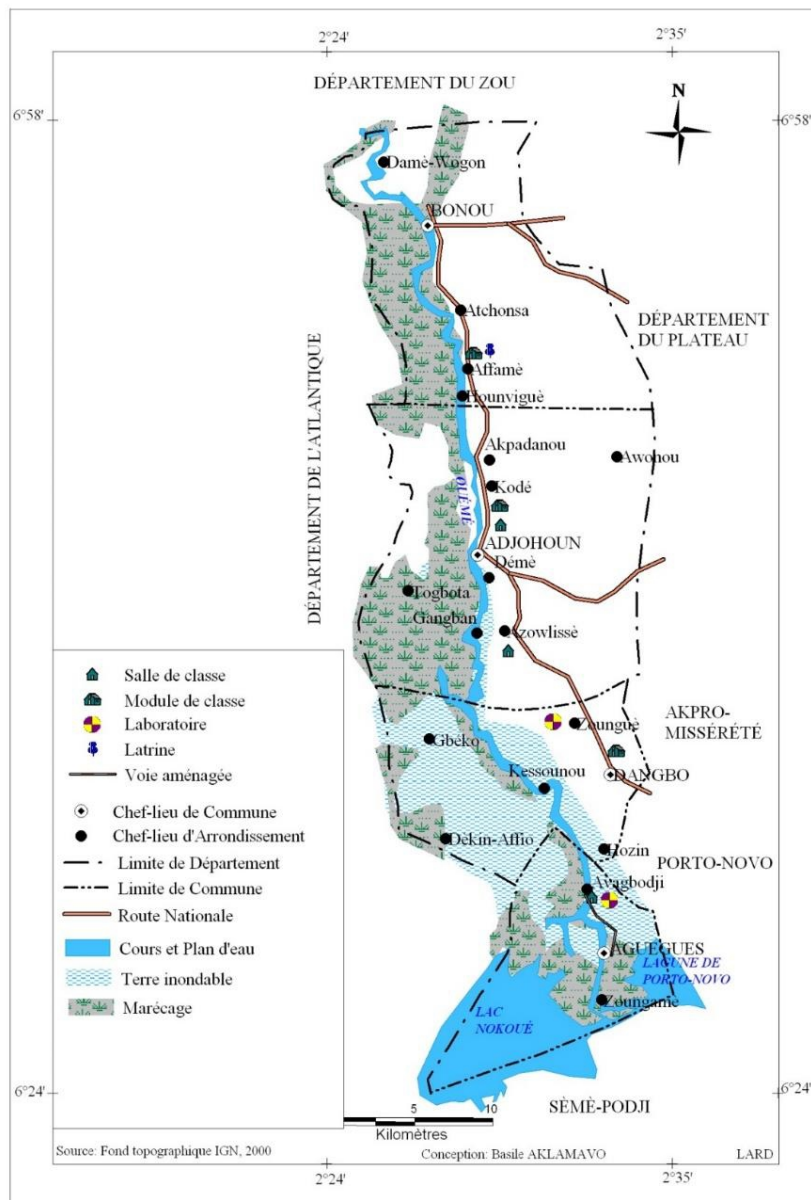 2°24'
2°35'
DÉPARTEMENT DU ZOU
6°58'
6°58'
N
Damè-Wogon
BONOU
Atchonsa
DÉPARTEMENT
DU PLATEAU
Affamè
Hounviguè
DÉPARTEMENT DE L'ATLANTIQUE
Akpadanou
Awonou
Kodé
OUÉMÉ
ADJOHOUN
Démè
Togbota
Gangban
Azowlissè
Salle de classe
Module de classe
Laboratoire
Latrine
Voie aménagée
Chef-lieu de Commune
Chef-lieu d'Arrondissement
Limite de Département
Limite de Commune
Route Nationale
Cours et Plan d'eau
Terre inondable
Marécage
Zounguè
AKPRO-
MISSÉRÉTÉ
Gbéko
Kessounou
DANGBO
Dékin-Affio
Hozin
PORTO-NOVO
Avagbodji
AGUEGUES
LAGUNE DE
PORTO-NOVO
Zoungamè
LAC
NOKOUÉ
6°24'
6°24'
SÈMÈ-PODJI
5 10
Kilomètres
Source: Fond topographique IGN, 2000
Conception: Basile AKLAMAVO
LARD
2°24'
2°35'